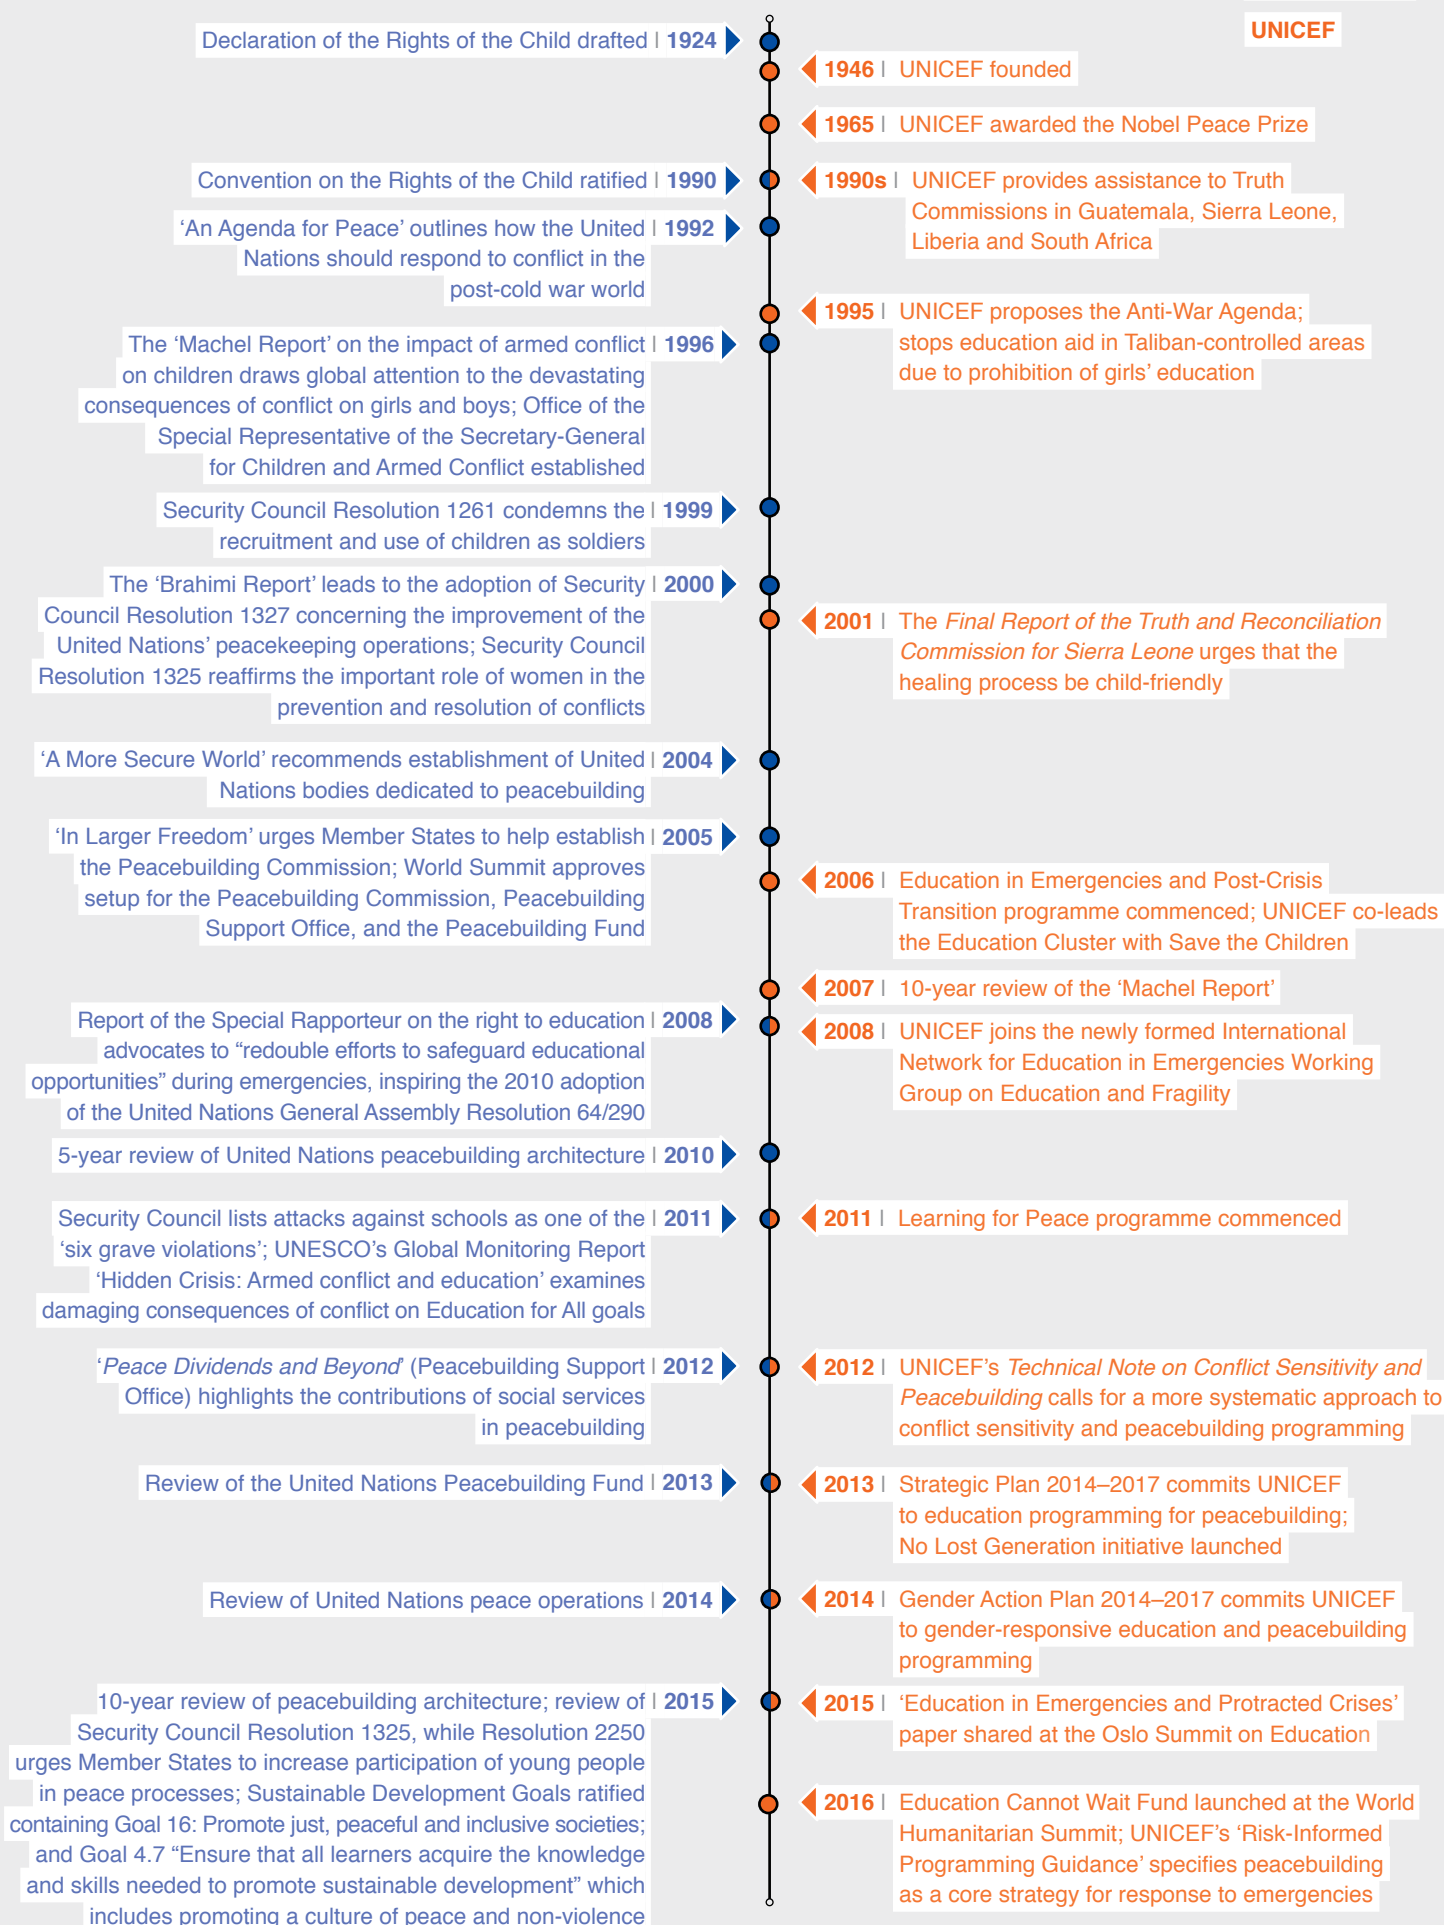 UNICEF
Declaration of the Rights of the Child drafted | 1924
1946 | UNICEF founded
1965 | UNICEF awarded the Nobel Peace Prize
Convention on the Rights of the Child ratified | 1990
1990s | UNICEF provides assistance to Truth
Commissions in Guatemala, Sierra Leone,
Liberia and South Africa
‘An Agenda for Peace’ outlines how the United | 1992
Nations should respond to conflict in the
post-cold war world
1995 | UNICEF proposes the Anti-War Agenda;
stops education aid in Taliban-controlled areas
due to prohibition of girls’ education
The ‘Machel Report’ on the impact of armed conflict | 1996
on children draws global attention to the devastating
consequences of conflict on girls and boys; Office of the
Special Representative of the Secretary-General
for Children and Armed Conflict established
Security Council Resolution 1261 condemns the | 1999
recruitment and use of children as soldiers
The ‘Brahimi Report’ leads to the adoption of Security | 2000
Council Resolution 1327 concerning the improvement of the
United Nations’ peacekeeping operations; Security Council
Resolution 1325 reaffirms the important role of women in the
prevention and resolution of conflicts
2001 | The Final Report of the Truth and Reconciliation
Commission for Sierra Leone urges that the
healing process be child-friendly
‘A More Secure World’ recommends establishment of United | 2004
Nations bodies dedicated to peacebuilding
‘In Larger Freedom’ urges Member States to help establish | 2005
the Peacebuilding Commission; World Summit approves
setup for the Peacebuilding Commission, Peacebuilding
Support Office, and the Peacebuilding Fund
2006 | Education in Emergencies and Post-Crisis
Transition programme commenced; UNICEF co-leads
the Education Cluster with Save the Children
2007 | 10-year review of the ‘Machel Report’
Report of the Special Rapporteur on the right to education | 2008
advocates to “redouble efforts to safeguard educational
opportunities” during emergencies, inspiring the 2010 adoption
of the United Nations General Assembly Resolution 64/290
2008 | UNICEF joins the newly formed International
Network for Education in Emergencies Working
Group on Education and Fragility
5-year review of United Nations peacebuilding architecture | 2010
Security Council lists attacks against schools as one of the | 2011
‘six grave violations’; UNESCO’s Global Monitoring Report
‘Hidden Crisis: Armed conflict and education’ examines
damaging consequences of conflict on Education for All goals
2011 | Learning for Peace programme commenced
‘Peace Dividends and Beyond’ (Peacebuilding Support | 2012
Office) highlights the contributions of social services
in peacebuilding
2012 | UNICEF’s Technical Note on Conflict Sensitivity and
Peacebuilding calls for a more systematic approach to
conflict sensitivity and peacebuilding programming
Review of the United Nations Peacebuilding Fund | 2013
2013 | Strategic Plan 2014–2017 commits UNICEF
to education programming for peacebuilding;
No Lost Generation initiative launched
Review of United Nations peace operations | 2014
2014 | Gender Action Plan 2014–2017 commits UNICEF
to gender-responsive education and peacebuilding
programming
10-year review of peacebuilding architecture; review of | 2015
Security Council Resolution 1325, while Resolution 2250
urges Member States to increase participation of young people
in peace processes; Sustainable Development Goals ratified
containing Goal 16: Promote just, peaceful and inclusive societies;
and Goal 4.7 “Ensure that all learners acquire the knowledge
and skills needed to promote sustainable development” which
includes promoting a culture of peace and non-violence
2015 | ‘Education in Emergencies and Protracted Crises’
paper shared at the Oslo Summit on Education
2016 | Education Cannot Wait Fund launched at the World
Humanitarian Summit; UNICEF’s ‘Risk-Informed
Programming Guidance’ specifies peacebuilding
as a core strategy for response to emergencies